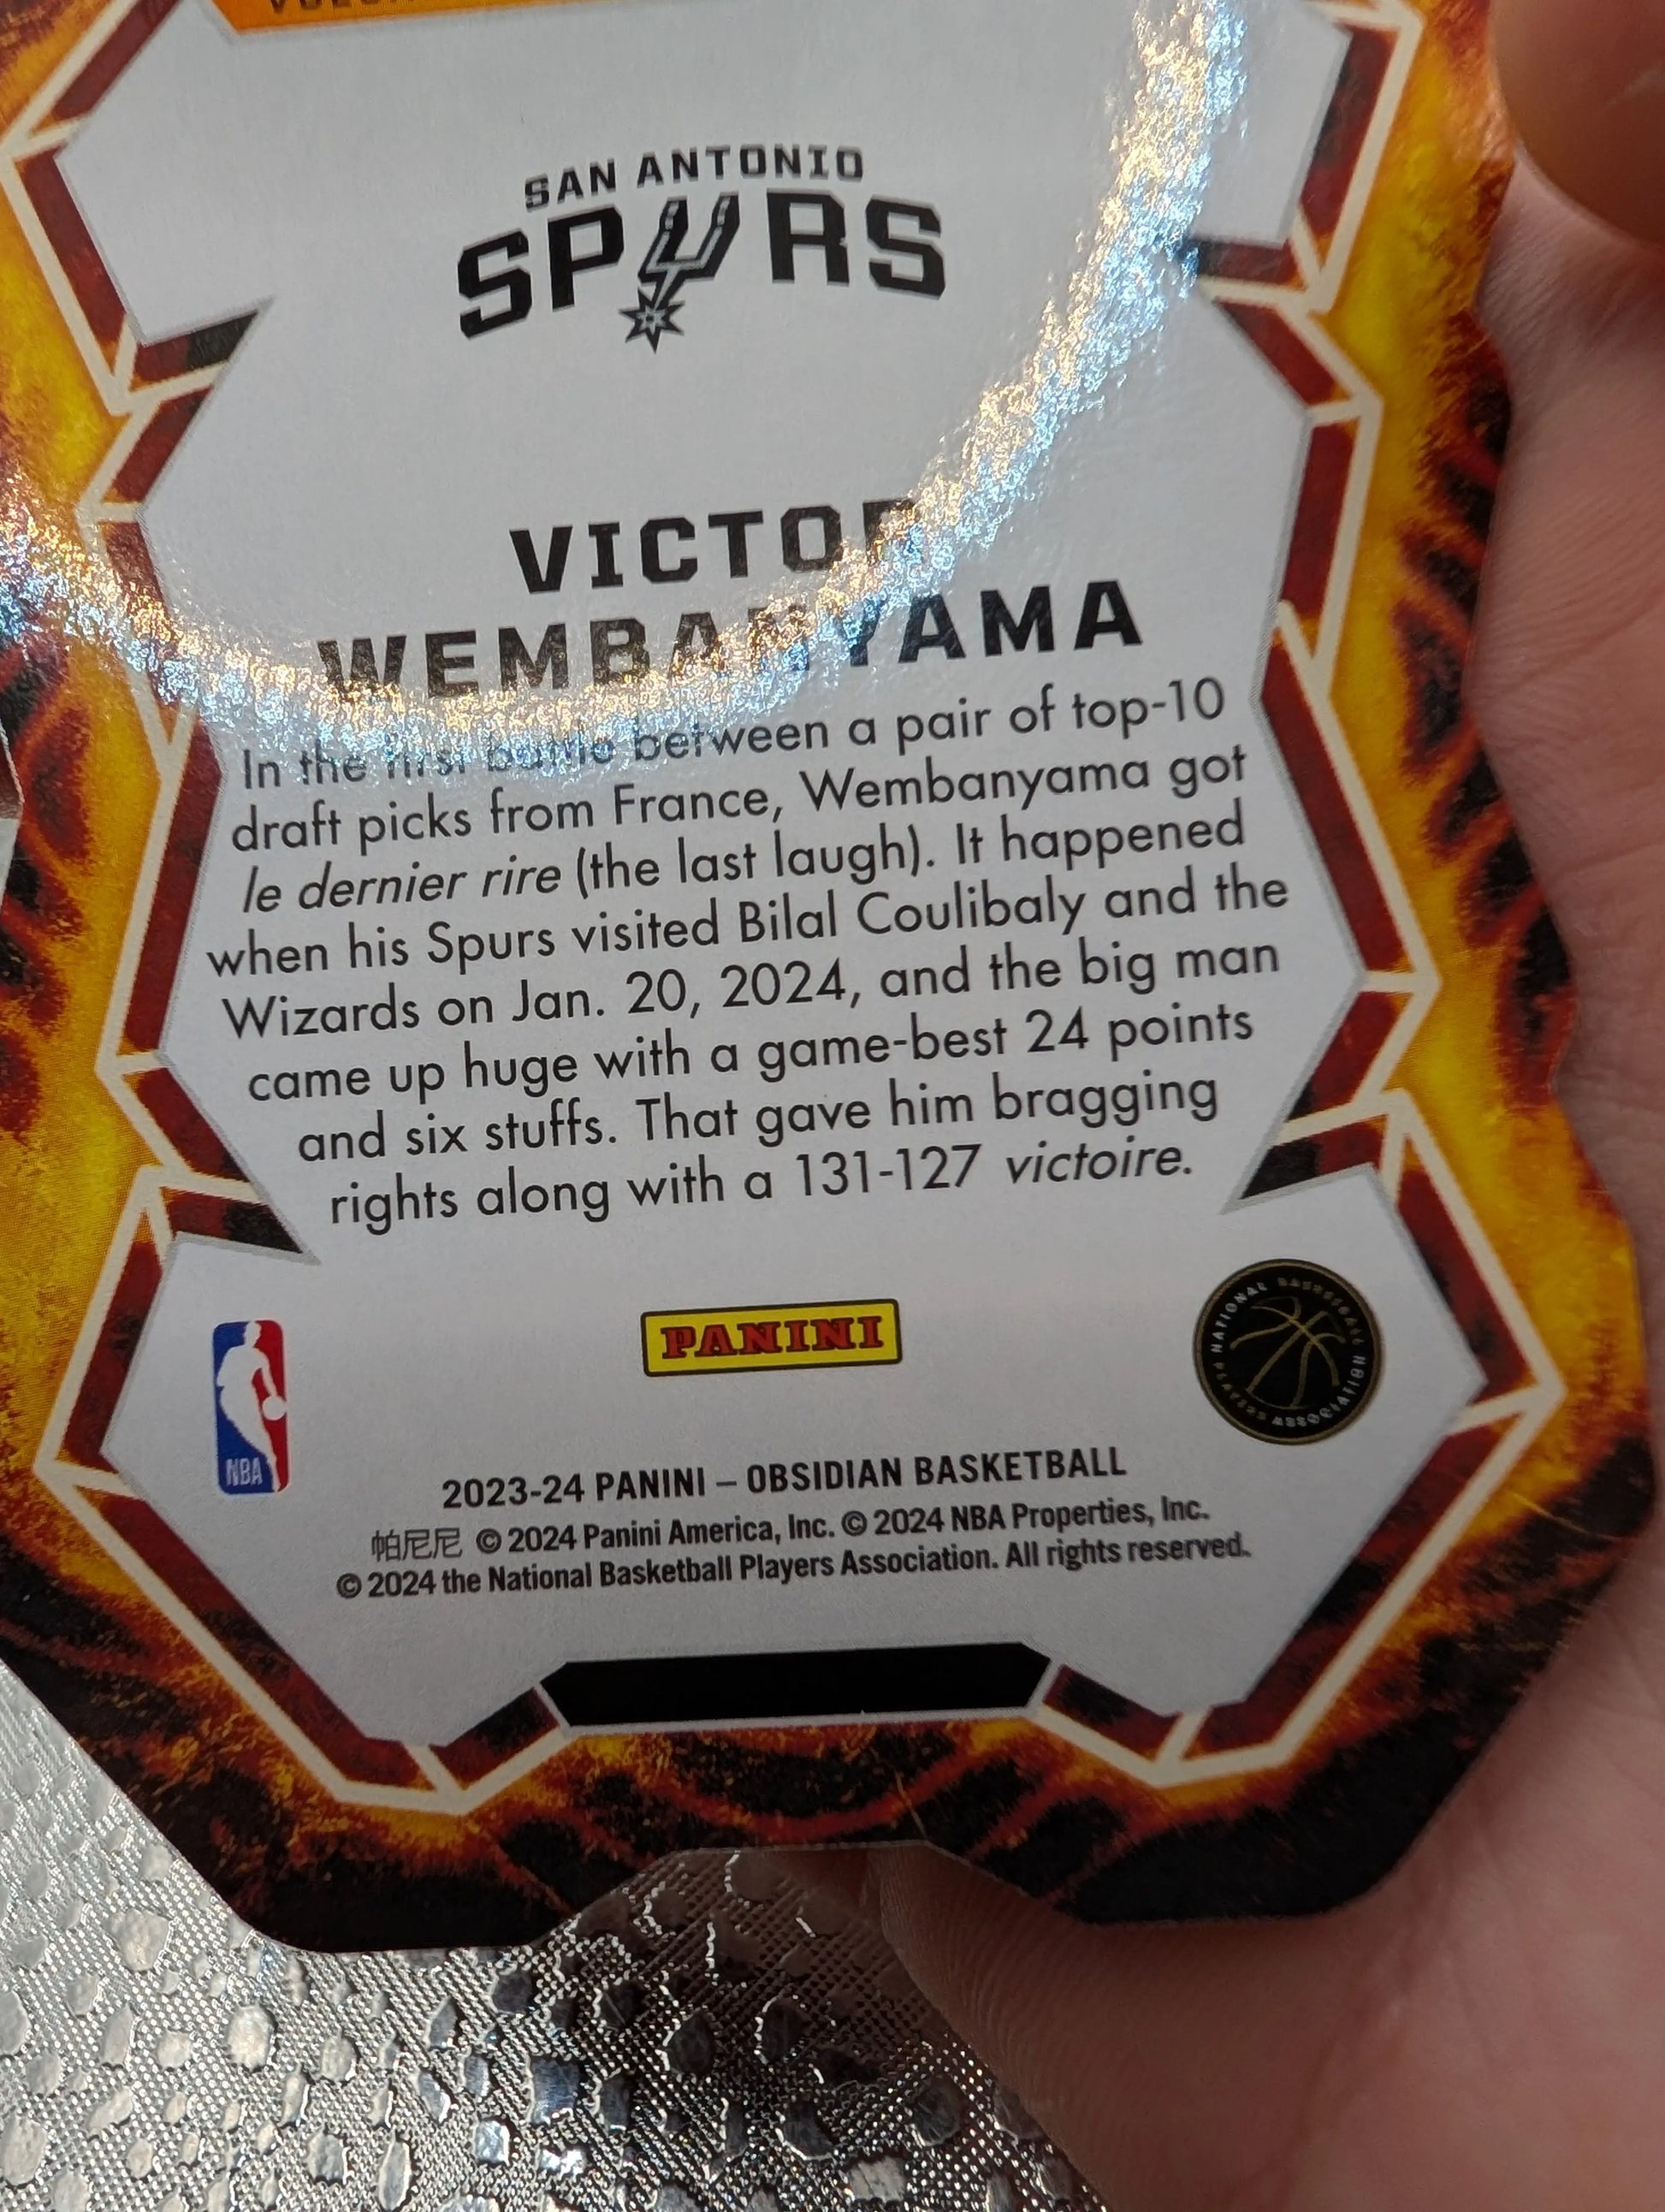 SAN ANTONIO
SPURS
VICTOR
WEMBANYAMA
In the first battle between a pair of top-10
draft picks from France, Wembanyama got
le dernier rire (the last laugh). It happened
when his Spurs visited Bilal Coulibaly and the
Wizards on Jan. 20, 2024, and the big man
came up huge with a game-best 24 points
and six stuffs. That gave him bragging
rights along with a 131-127 victoire.
NBA
PANINI
NATIONAL BASKETBALL PLAYERS ASSOCIATION
2023-24 PANINI – OBSIDIAN BASKETBALL
帕尼尼 © 2024 Panini America, Inc. © 2024 NBA Properties, Inc.
© 2024 the National Basketball Players Association. All rights reserved.